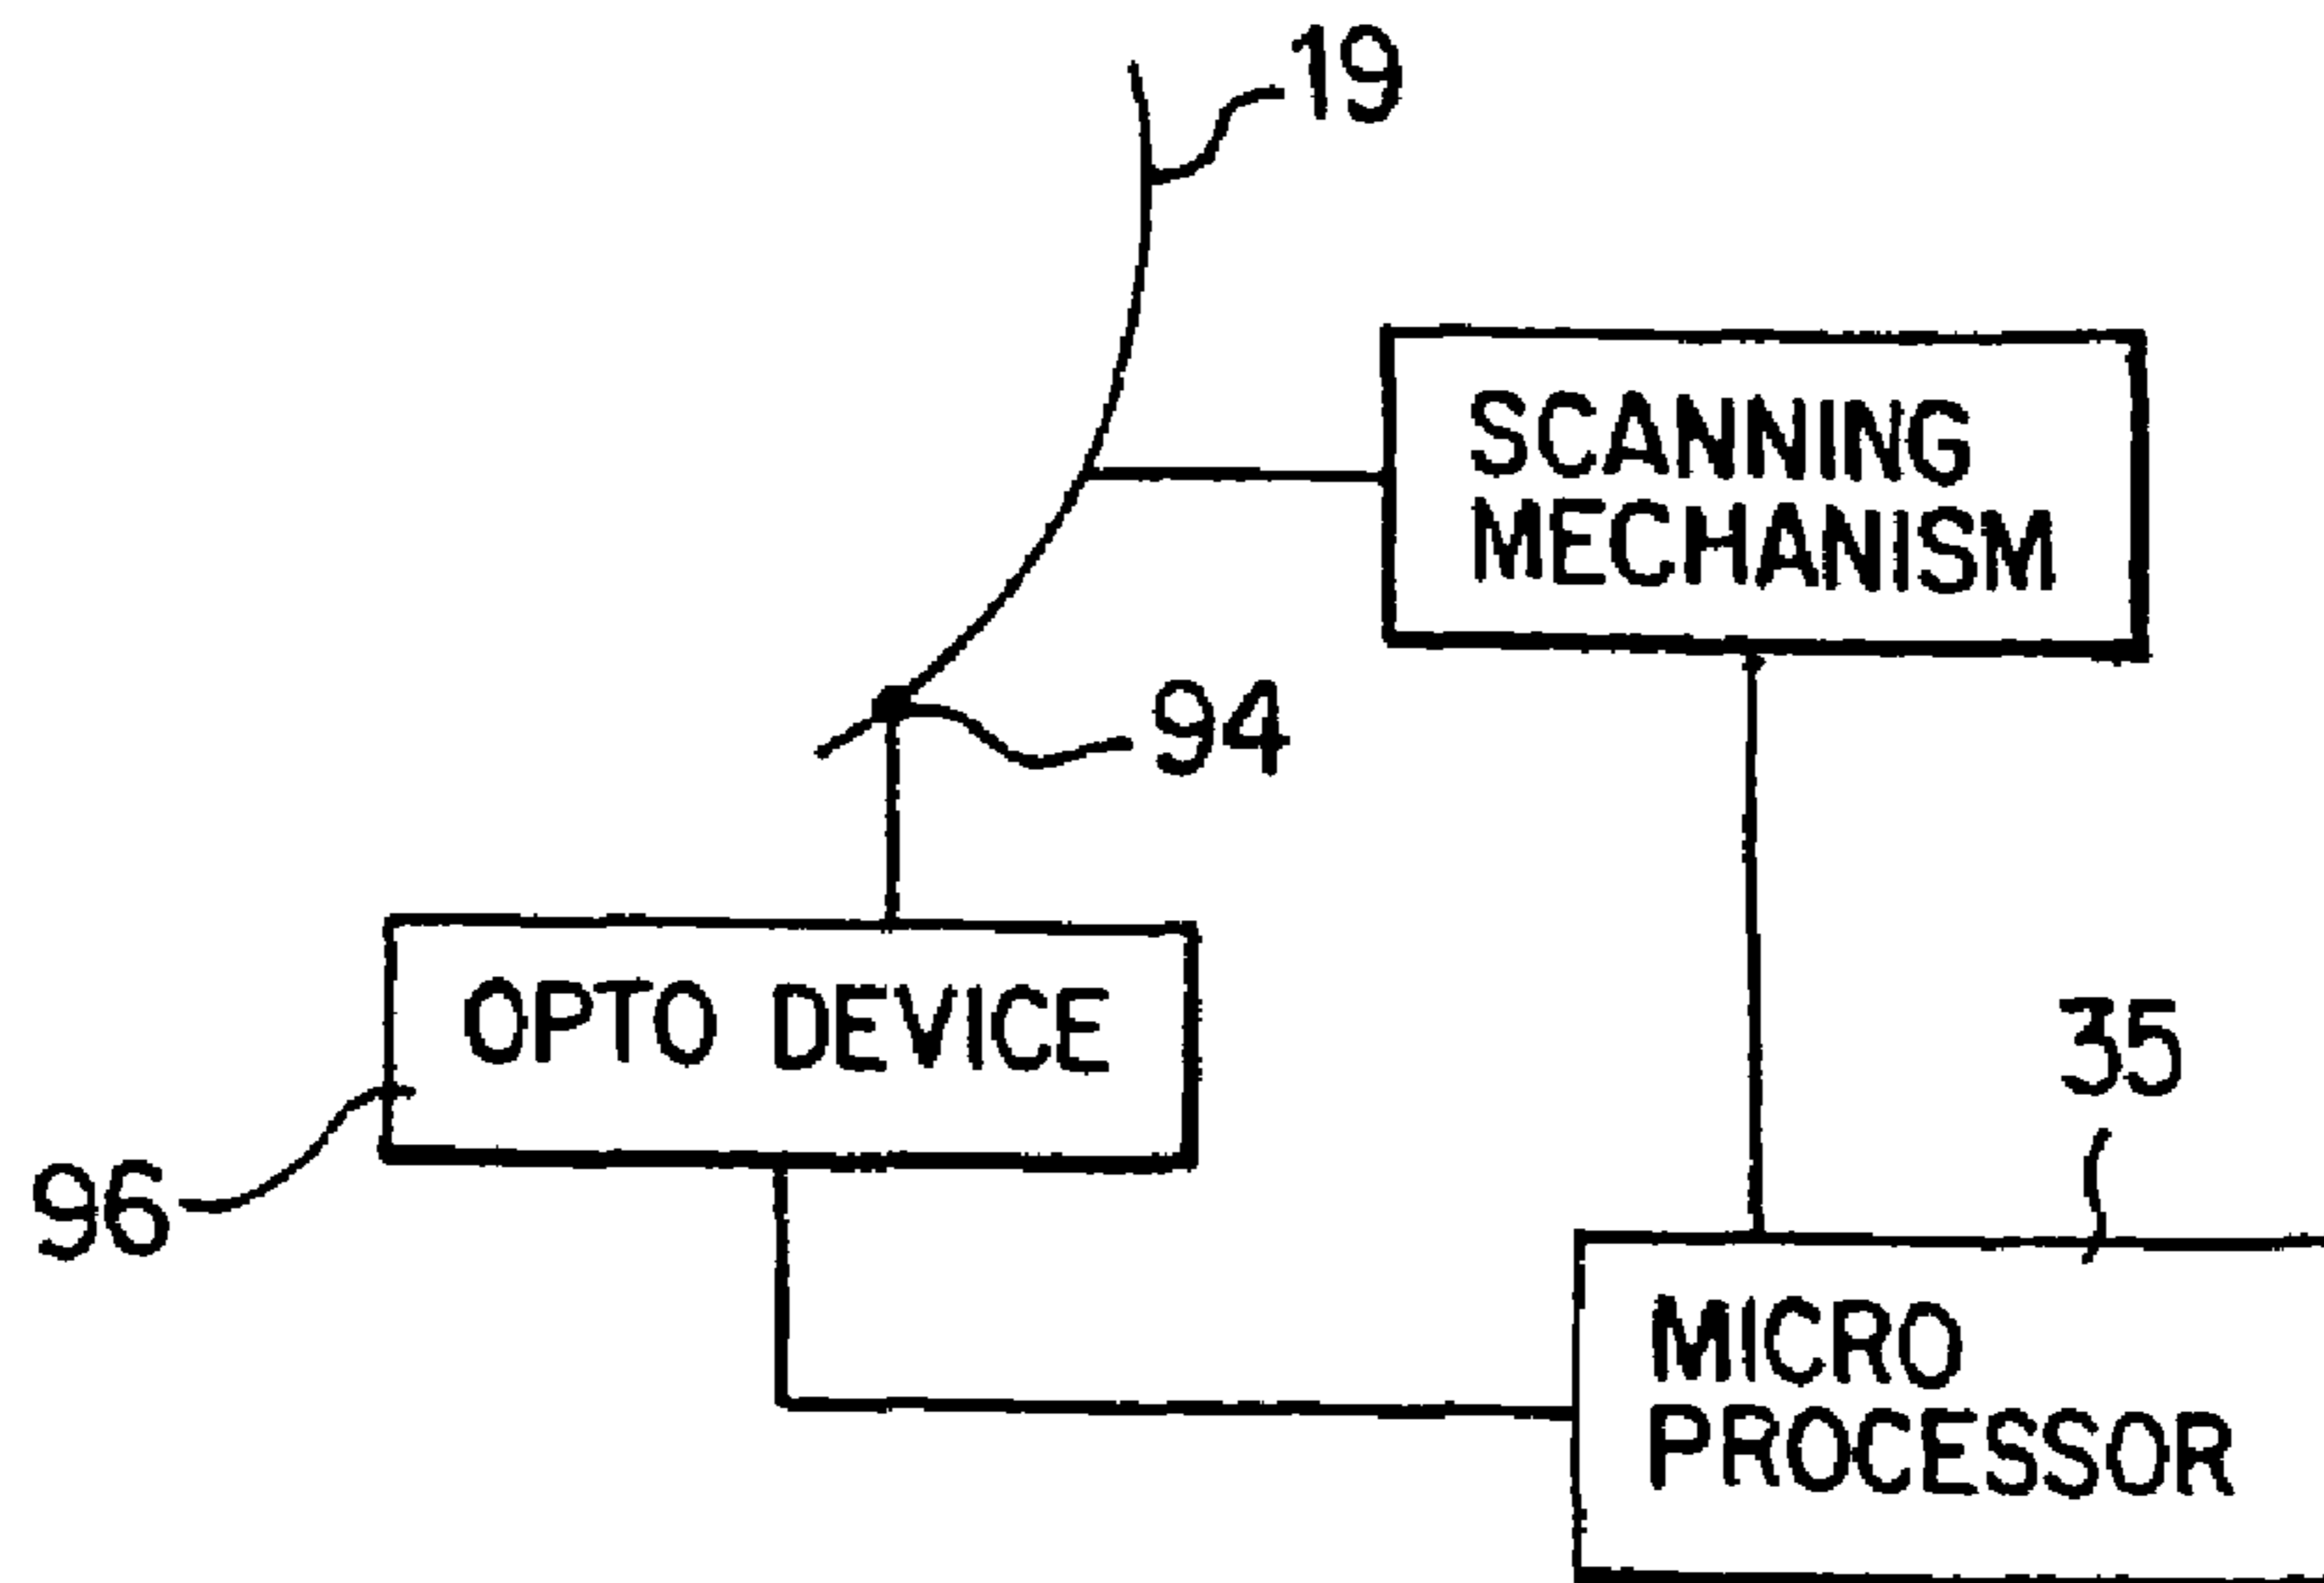 19
SCANNING
MECHANISM
94
OPTO DEVICE
35
96
MICRO
PROCESSOR